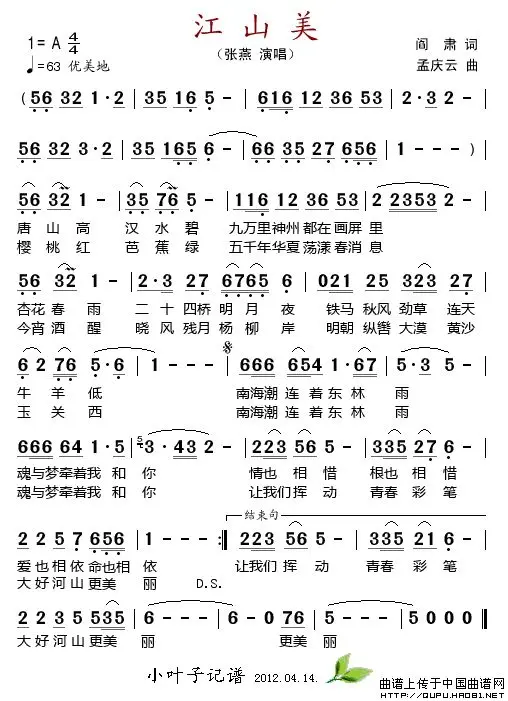 江山美
1=A 4/4
♩=63 优美地
(张燕 演唱)
阎肃 词
孟庆云 曲
( 56 32 1·2 | 35 16 5 - | 616 12 36 53 | 2·3 2 - |
56 32 3·2 | 35 165 6 - | 66 35 27 656 | 1 - - - )
56 32 1 - | 35 76 5 - | 116 12 36 53 | 2 2353 2 -
唐山高 汉水碧 九万里神州都在画屏里
樱桃红 芭蕉绿 五千年华夏荡漾春消息
56 32 1 - | 2·3 27 6765 6 | 021 25 323 27
杏花春雨 二十四桥明月夜 铁马秋风劲草连天
今宵酒醒 晓风残月杨柳岸 明朝纵辔大漠黄沙
6 2 76 5·6 | 1 - - - | 666 654 1·67 | 5·3 5 -
牛羊低 南海潮连着东林雨
玉关西 南海潮连着东林雨
666 64 1·5 | 5 3·43 2 - | 223 56 5 - | 335 27 6 -
魂与梦牵着我和你 情也相惜 根也相惜
魂与梦牵着我和你 让我们挥动 青春彩笔
结束句
2 2 5 7 656 | 1 - - - :| 223 56 5 - | 335 21 6 -
爱也相依命也相依 让我们挥动 青春彩笔
大好河山更美丽 D.S.
2 2 3 5 535 | 6 - - - | 6 - 0 76 | 5 - - -
大好河山更美丽 更美丽
小叶子记谱 2012.04.14.
曲谱上传于中国曲谱网
HTTP://QUPU.HAO81.NET